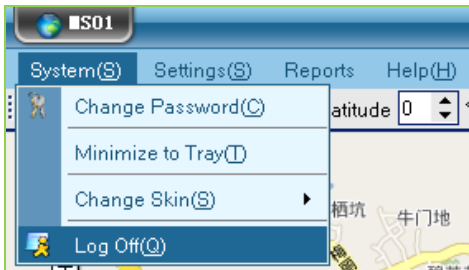 ■S01
System(S) Settings(S) Reports Help(H)
Change Password(C)
atitude 0
Minimize to Tray(T)
Change Skin(S)
栖坑
牛门地
Log Off(O)